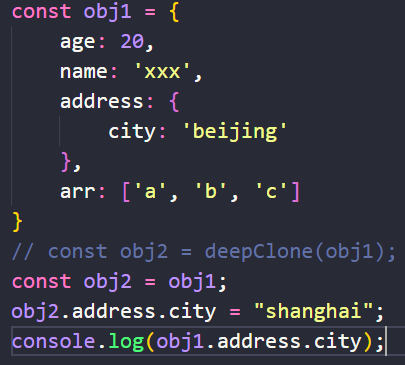 const obj1 = {
    age: 20,
    name: 'xxx',
    address: {
        city: 'beijing'
    },
    arr: ['a', 'b', 'c']
}
// const obj2 = deepClone(obj1);
const obj2 = obj1;
obj2.address.city = "shanghai";
console.log(obj1.address.city);